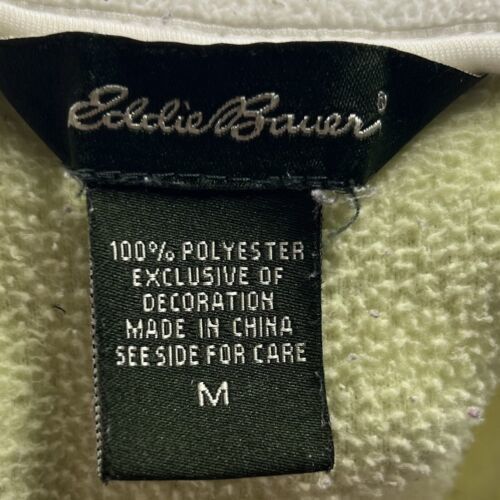 Eddie Bauer®
100% POLYESTER
EXCLUSIVE OF
DECORATION
MADE IN CHINA
SEE SIDE FOR CARE
M